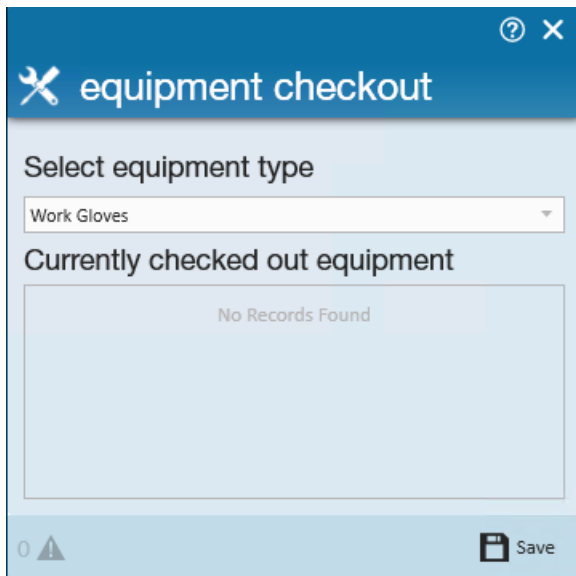 equipment checkout
Select equipment type
Work Gloves
Currently checked out equipment
No Records Found
0
Save